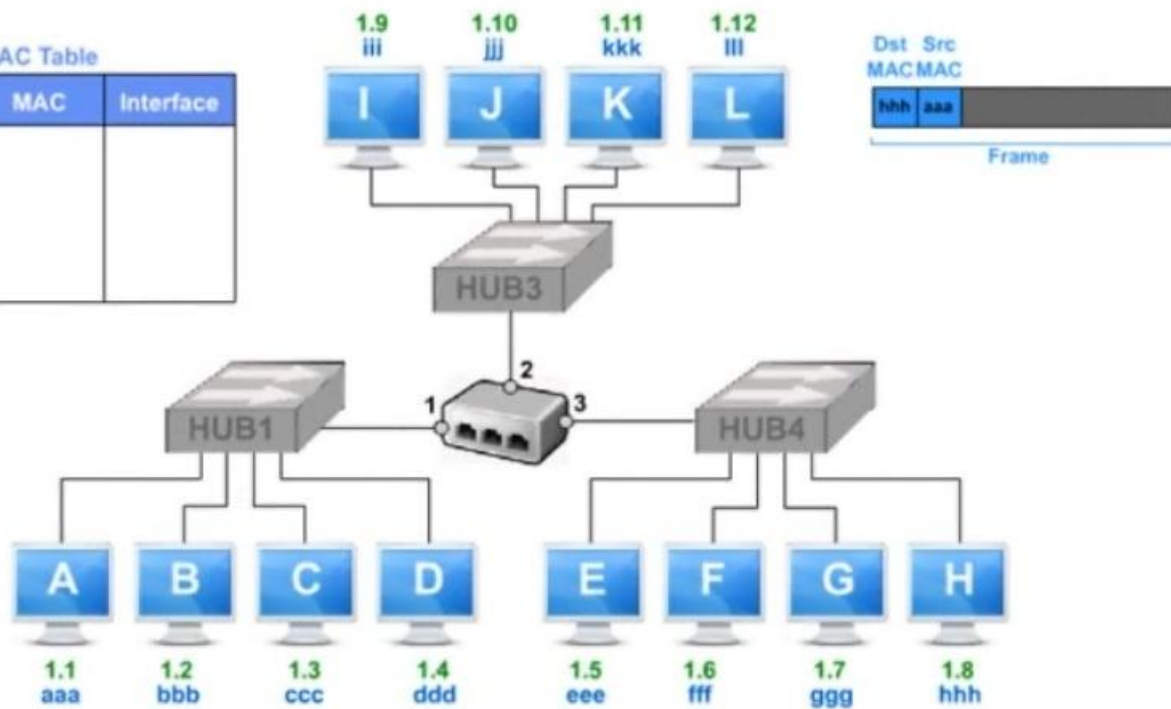 AC Table
MAC Interface
1.9 1.10 1.11 1.12
iii jjj kkk lll
I J K L
Dst Src
MAC MAC
hhh aaa
Frame
HUB3
2
1 3
HUB1 HUB4
A B C D E F G H
1.1 1.2 1.3 1.4 1.5 1.6 1.7 1.8
aaa bbb ccc ddd eee fff ggg hhh